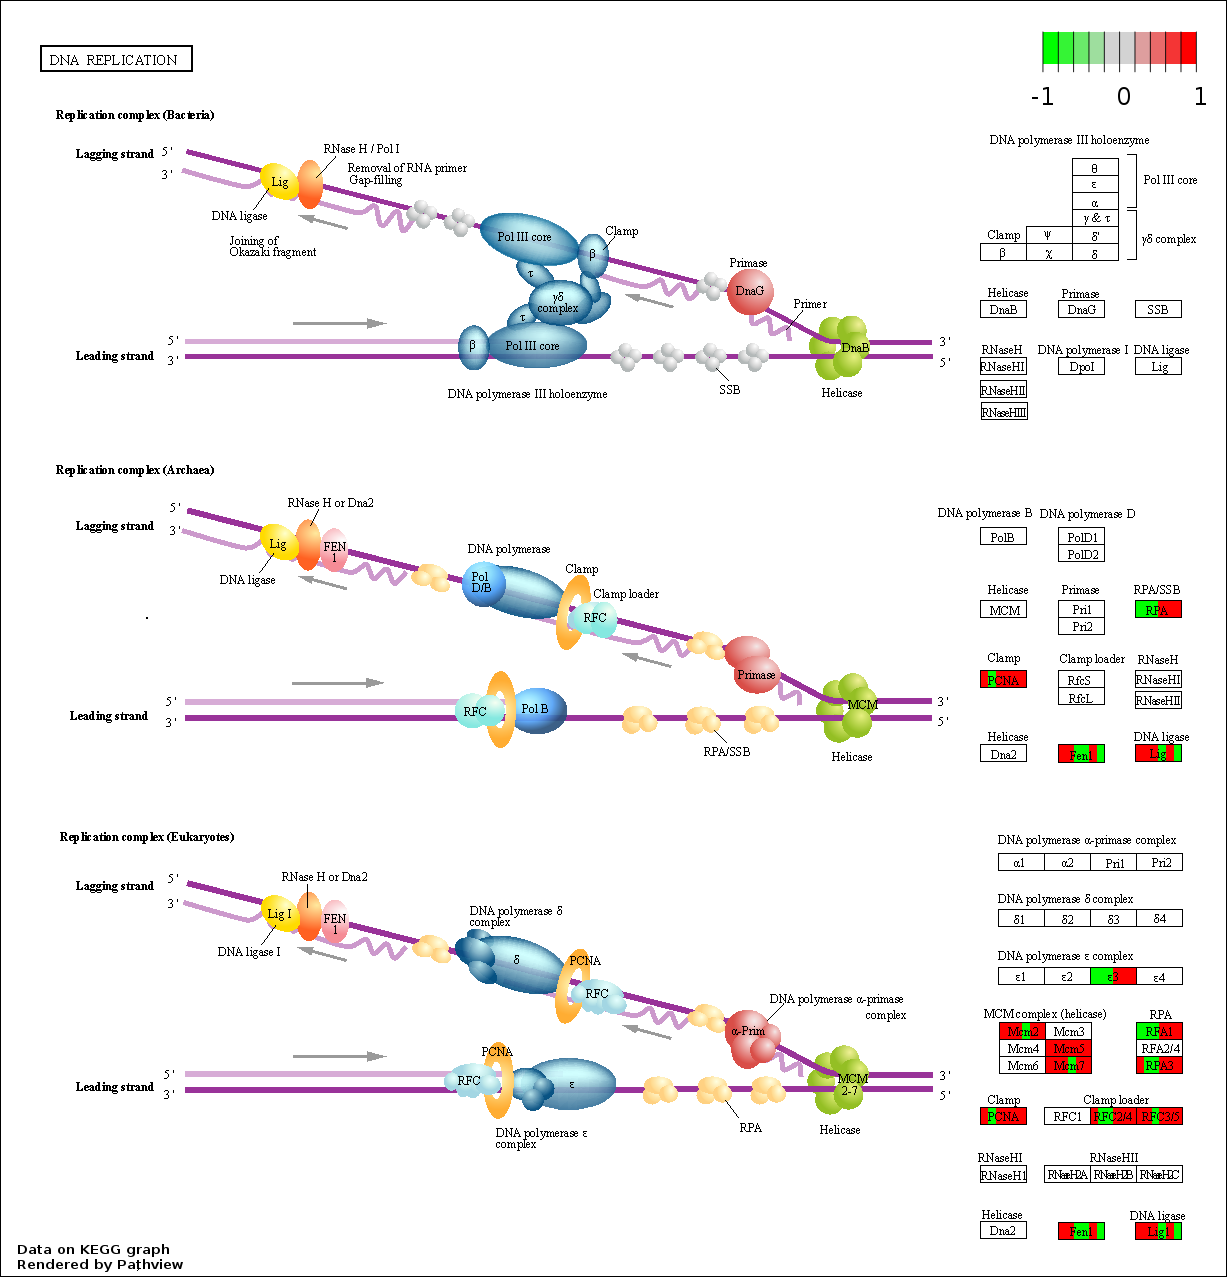 DNA REPLICATION
-1 0 1
Replication complex (Bacteria)
Lagging strand 5'
3'
RNase H / Pol I
Removal of RNA primer
Gap-filling
Lig
DNA ligase
Joining of
Okazaki fragment
Pol III core
Clamp
β
τ
γδ
complex
τ
Primase
DnaG
Primer
DnaB
Helicase
5'
Leading strand 3'
β
Pol III core
SSB
3'
5'
DNA polymerase III holoenzyme
DNA polymerase III holoenzyme
θ
ε
α
Pol III core
γ & τ
Clamp ψ δ'
β χ δ
γδ complex
Helicase Primase
DnaB DnaG SSB
RNaseH DNA polymerase I DNA ligase
RNaseHI DpoI Lig
RNaseHII
RNaseHIII
Replication complex (Archaea)
Lagging strand 5'
3'
RNase H or Dna2
Lig
FEN
1
DNA ligase
DNA polymerase
Pol
D/B
Clamp
Clamp loader
RFC
Primase
MCM
Helicase
5'
Leading strand 3'
RFC
Pol B
RPA/SSB
3'
5'
DNA polymerase B DNA polymerase D
PolB PolD1
PolD2
Helicase Primase RPA/SSB
MCM Pri1 RPA
Pri2
Clamp Clamp loader RNaseH
PCNA RfcS RNaseHI
RfcL RNaseHII
Helicase DNA ligase
Dna2 Fen1 Lig
Replication complex (Eukaryotes)
Lagging strand 5'
3'
RNase H or Dna2
Lig I
FEN
1
DNA ligase I
DNA polymerase δ
complex
δ
PCNA
RFC
DNA polymerase α-primase
complex
α-Prim
MCM
2-7
Helicase
5'
Leading strand 3'
PCNA
RFC
ε
DNA polymerase ε
complex
RPA
3'
5'
DNA polymerase α-primase complex
α1 α2 Pri1 Pri2
DNA polymerase δ complex
δ1 δ2 δ3 δ4
DNA polymerase ε complex
ε1 ε2 ε3 ε4
MCM complex (helicase) RPA
Mcm2 Mcm3 RFA1
Mcm4 Mcm5 RFA2/4
Mcm6 Mcm7 RFA3
Clamp Clamp loader
PCNA RFC1 RFC2/4 RFC3/5
RNaseHI RNaseHII
RNaseH1 RNaseH2A RNaseH2B RNaseH2C
Helicase DNA ligase
Dna2 Fen1 Lig1
Data on KEGG graph
Rendered by Pathview